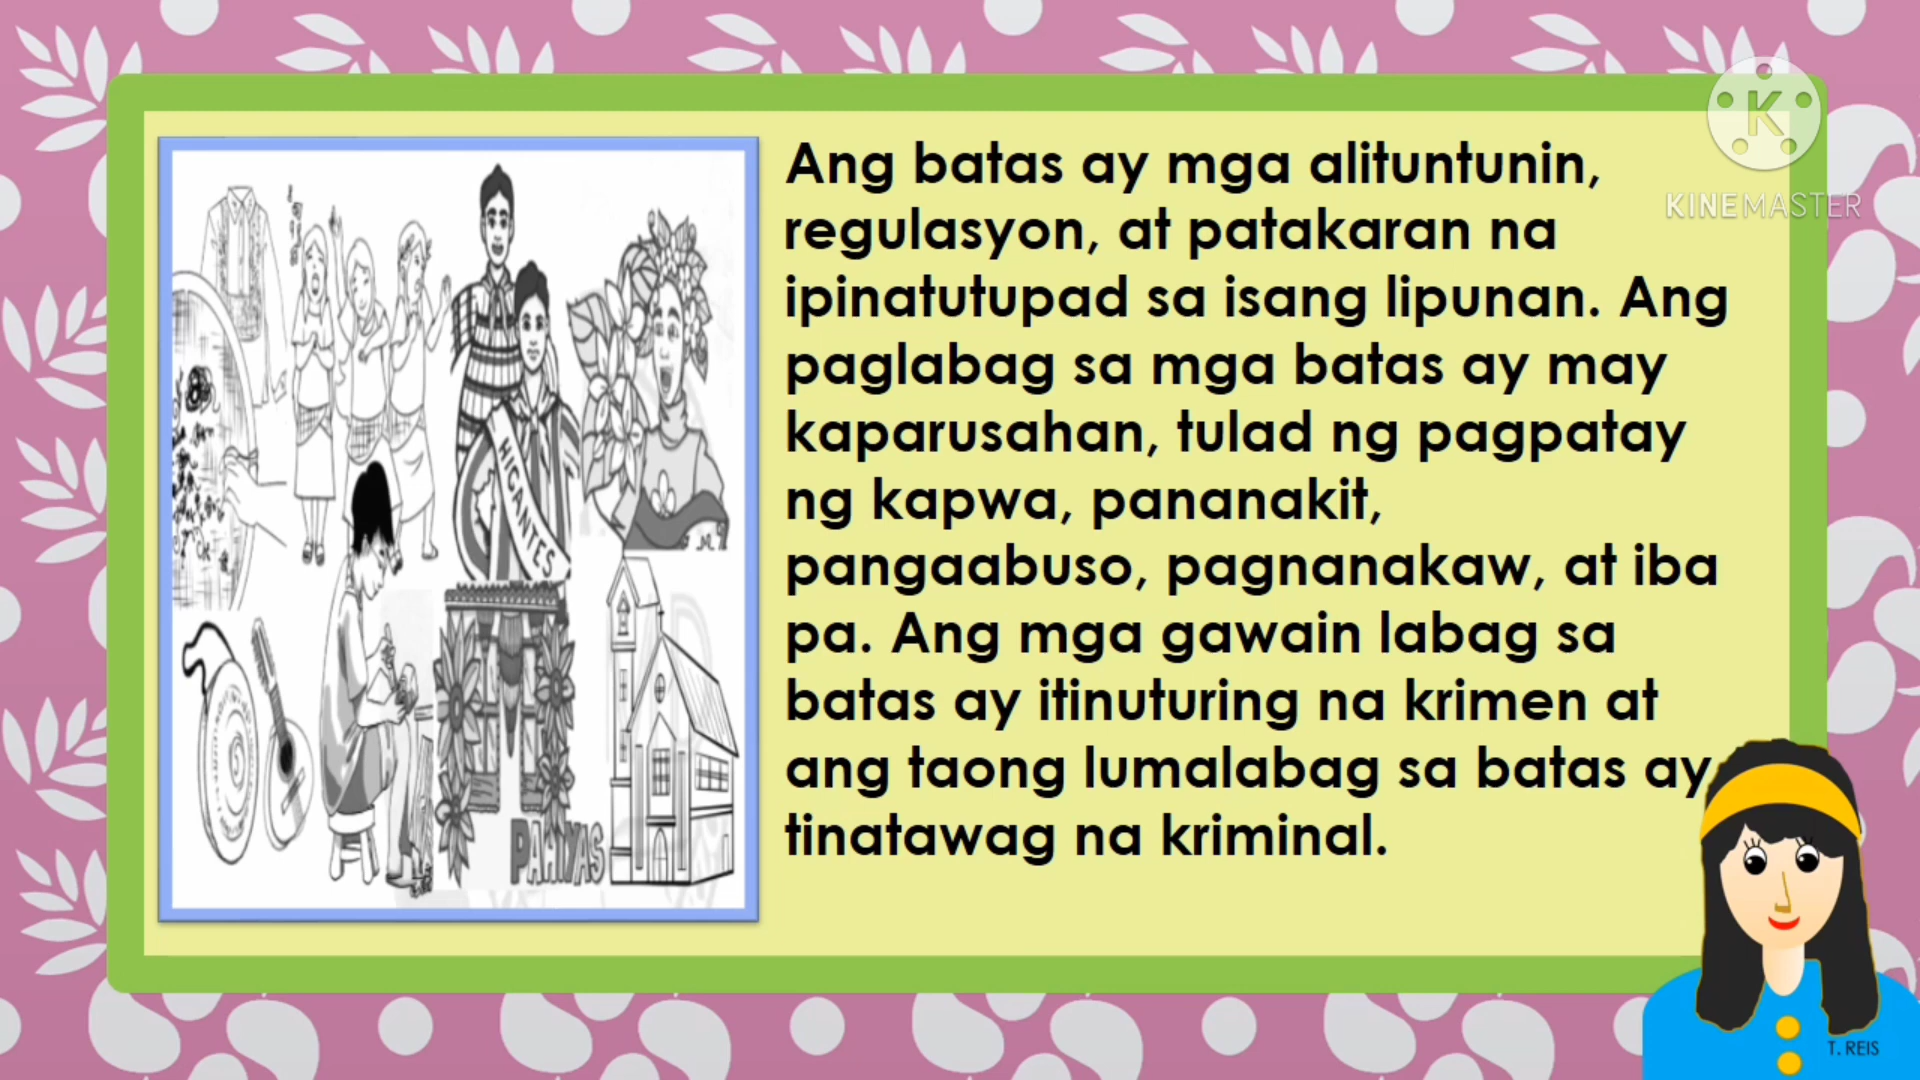 Ang batas ay mga alituntunin,
regulasyon, at patakaran na
ipinatutupad sa isang lipunan. Ang
paglabag sa mga batas ay may
kaparusahan, tulad ng pagpatay
ng kapwa, pananakit,
pangaabuso, pagnanakaw, at iba
pa. Ang mga gawain labag sa
batas ay itinuturing na krimen at
ang taong lumalabag sa batas ay
tinatawag na kriminal.
K
KINEMASTER
HIGANTES
PAHIYAS
T. REIS